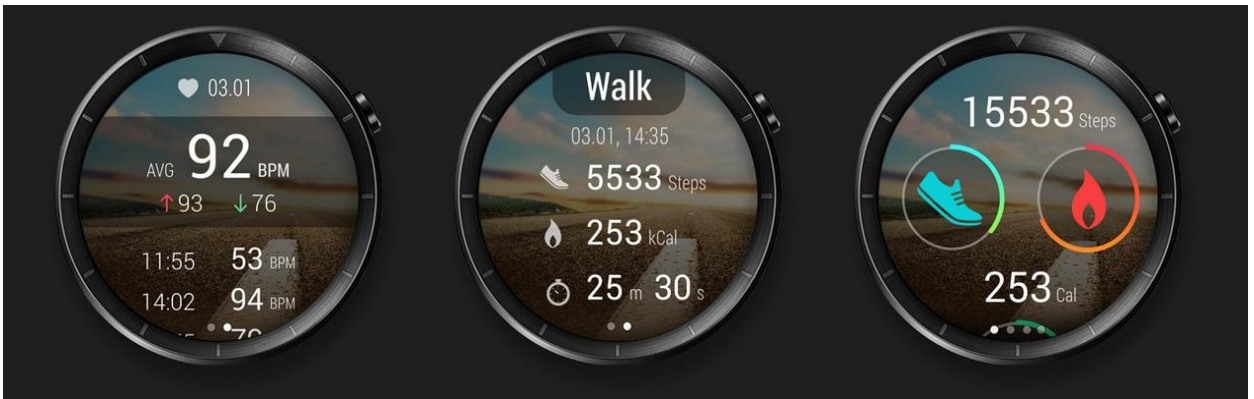 03.01
AVG 92 BPM
↑93 ↓76
11:55 53 BPM
14:02 94 BPM
Walk
03.01, 14:35
5533 Steps
253 kCal
25 m 30 s
15533 Steps
253 Cal